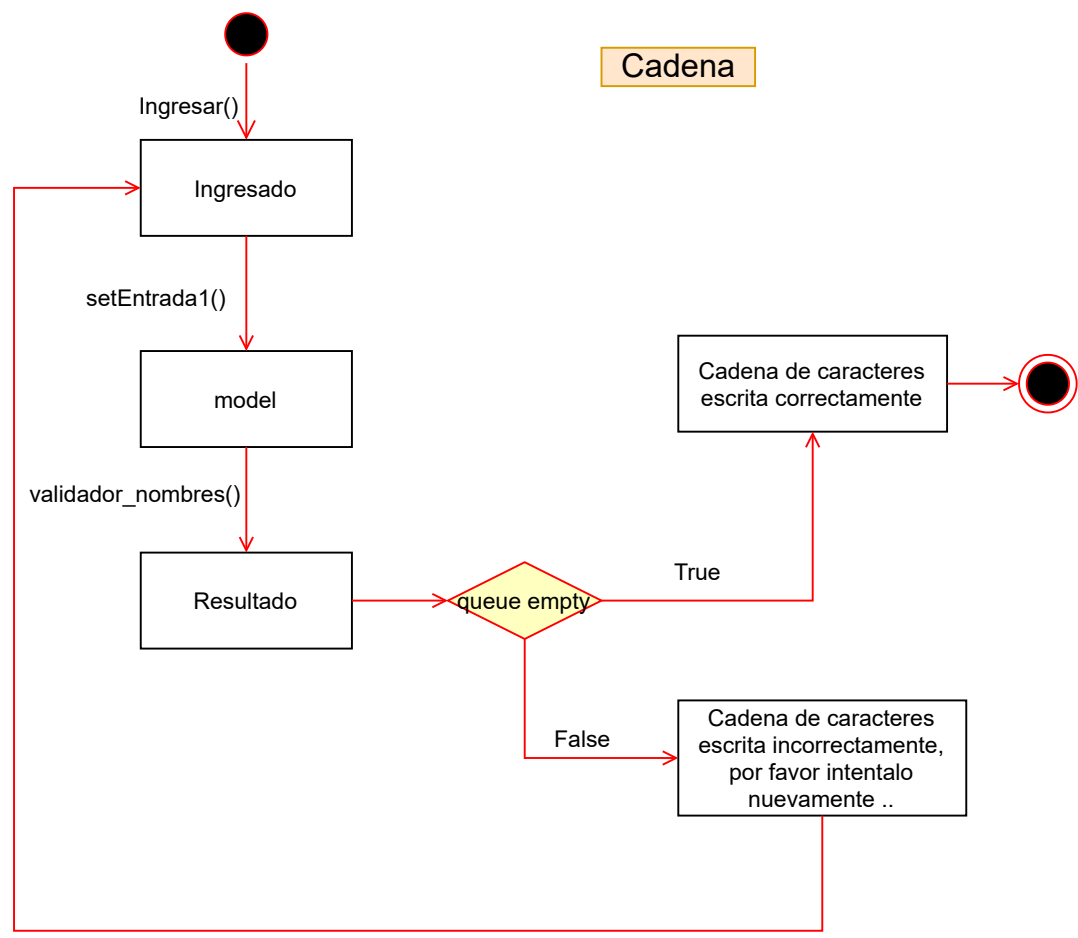 Cadena
Ingresar()
Ingresado
setEntrada1()
model
Cadena de caracteres
escrita correctamente
validador_nombres()
Resultado
queue empty
True
False
Cadena de caracteres
escrita incorrectamente,
por favor intentalo
nuevamente ..